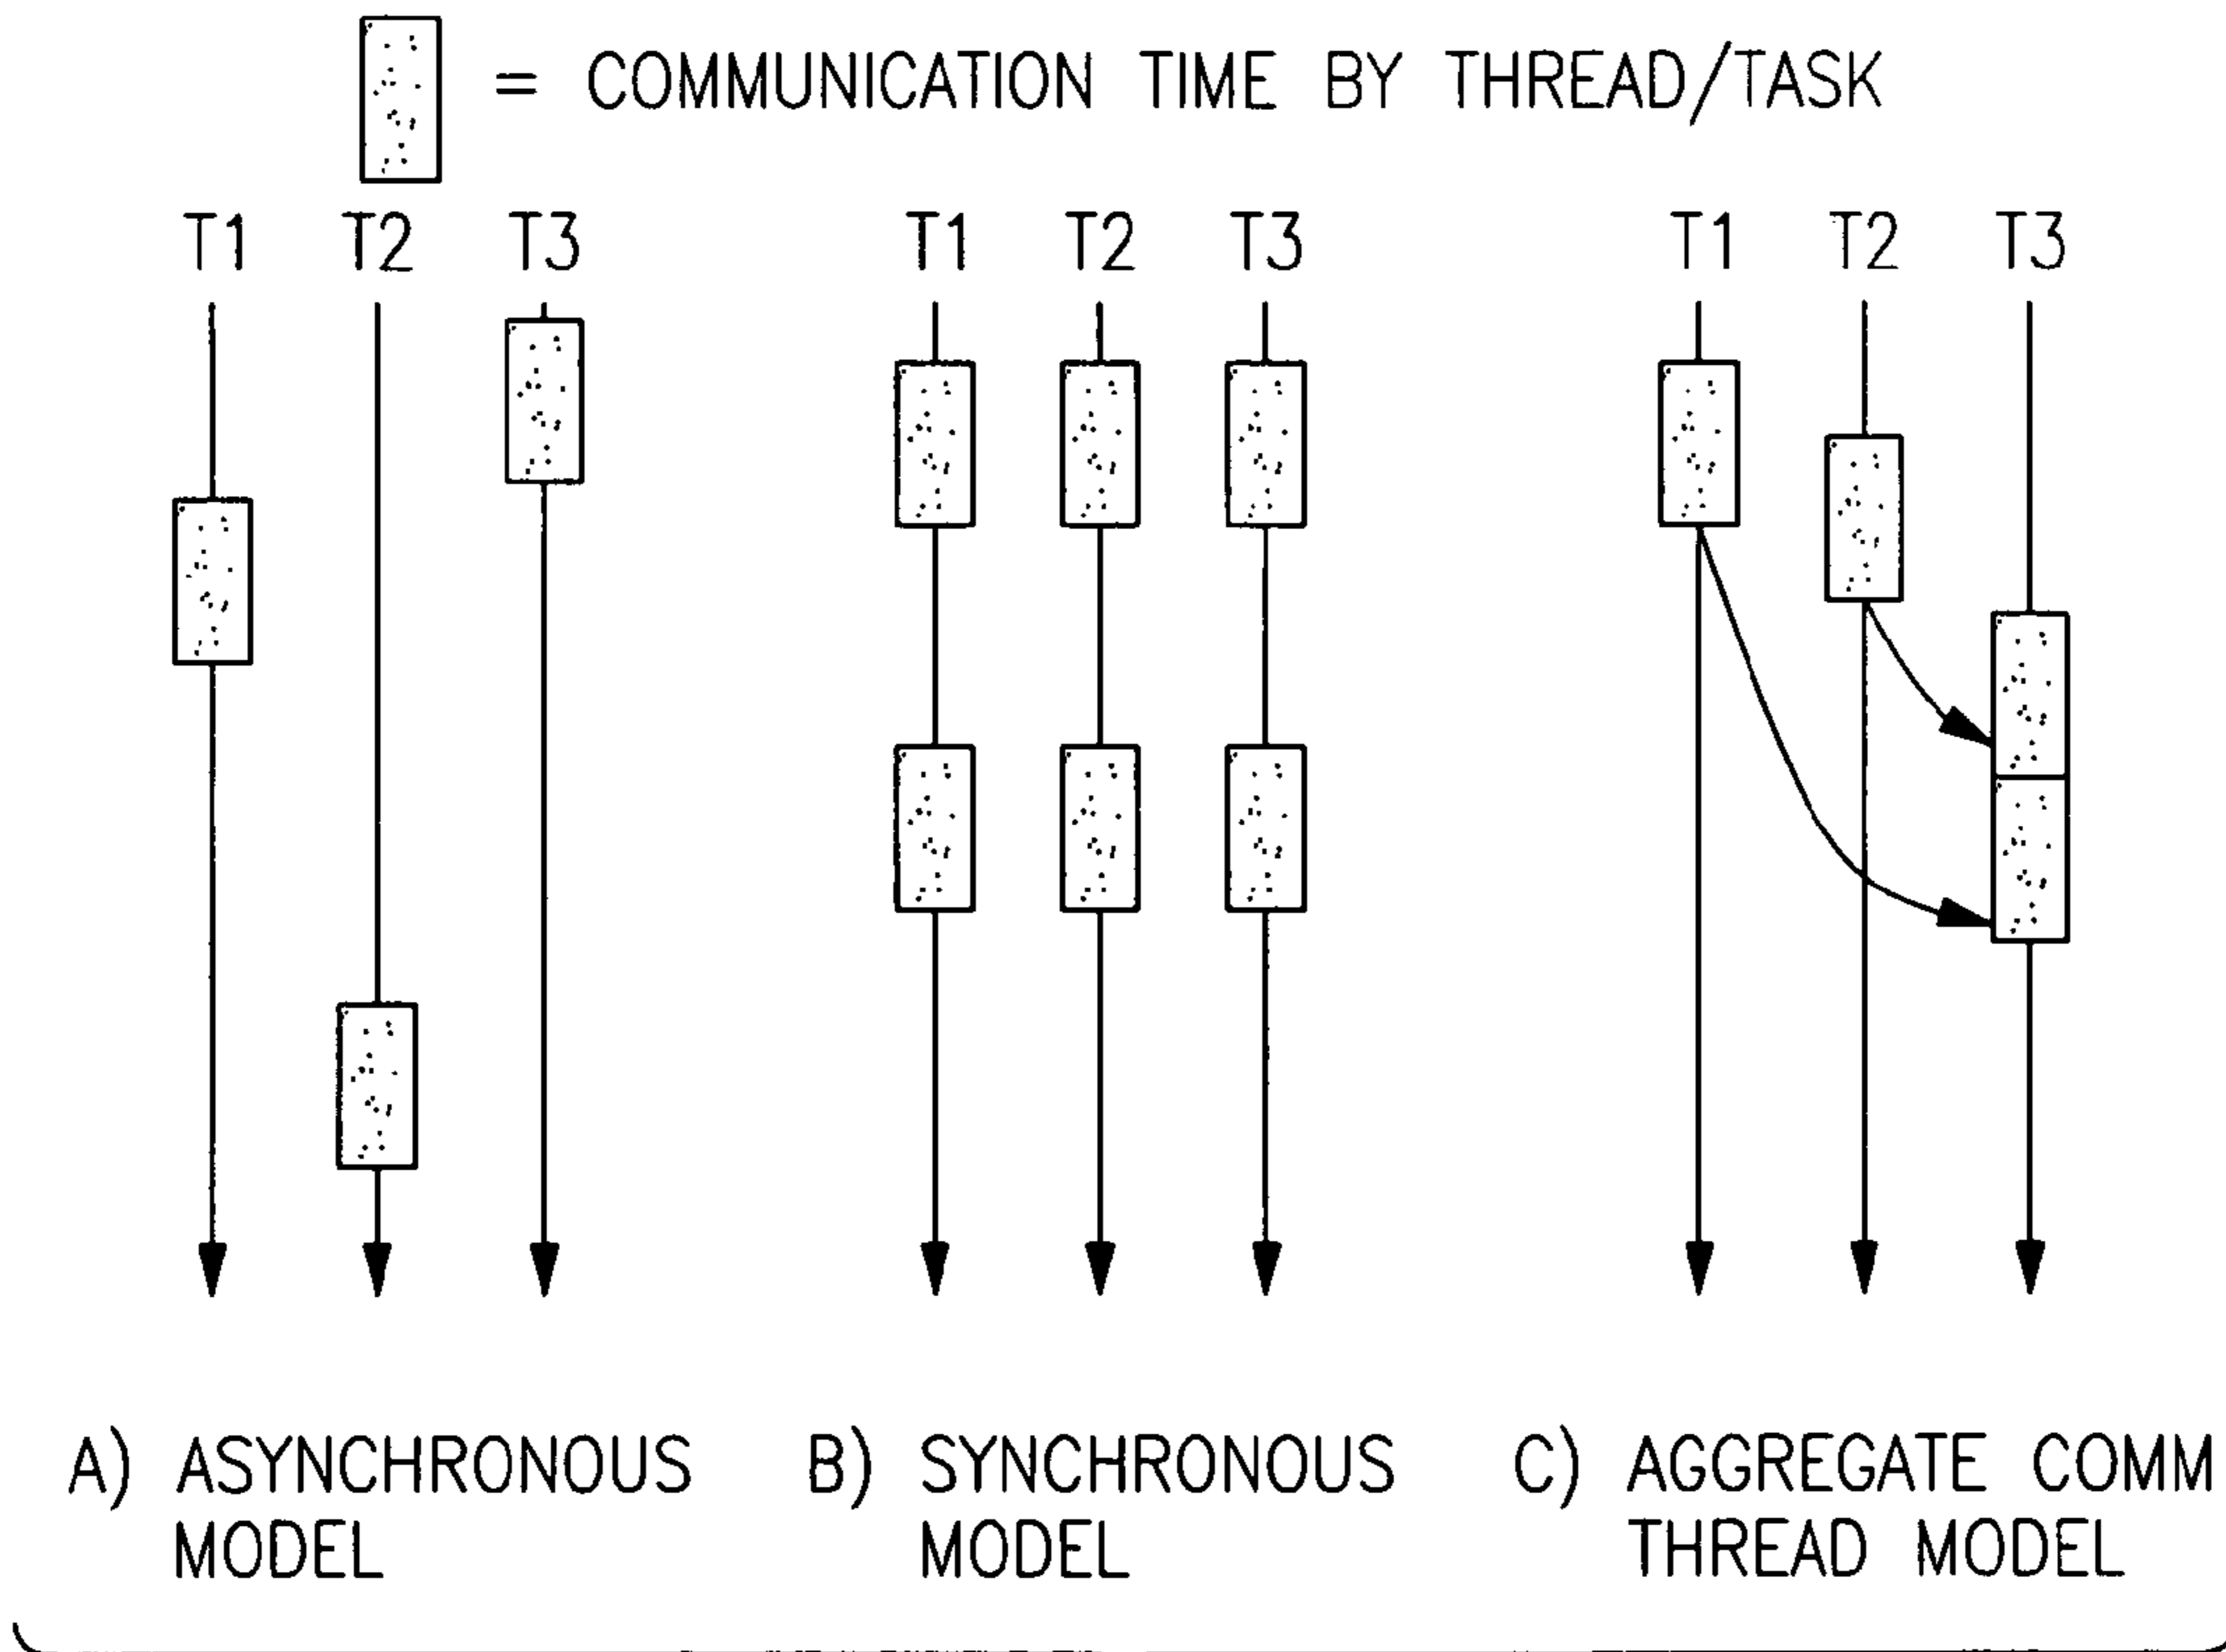 = COMMUNICATION TIME BY THREAD/TASK
T1 T2 T3 T1 T2 T3 T1 T2 T3
A) ASYNCHRONOUS MODEL
B) SYNCHRONOUS MODEL
C) AGGREGATE COMM THREAD MODEL